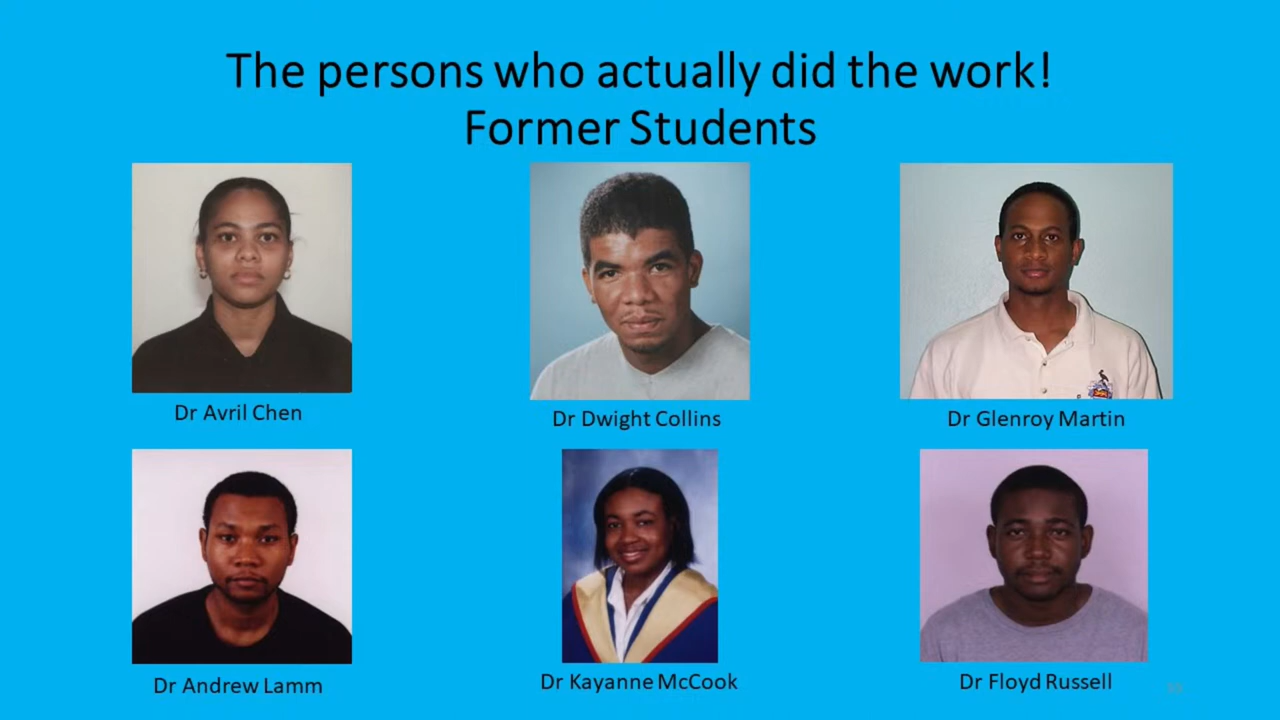 The persons who actually did the work!
Former Students
Dr Avril Chen
Dr Dwight Collins
Dr Glenroy Martin
Dr Andrew Lamm
Dr Kayanne McCook
Dr Floyd Russell